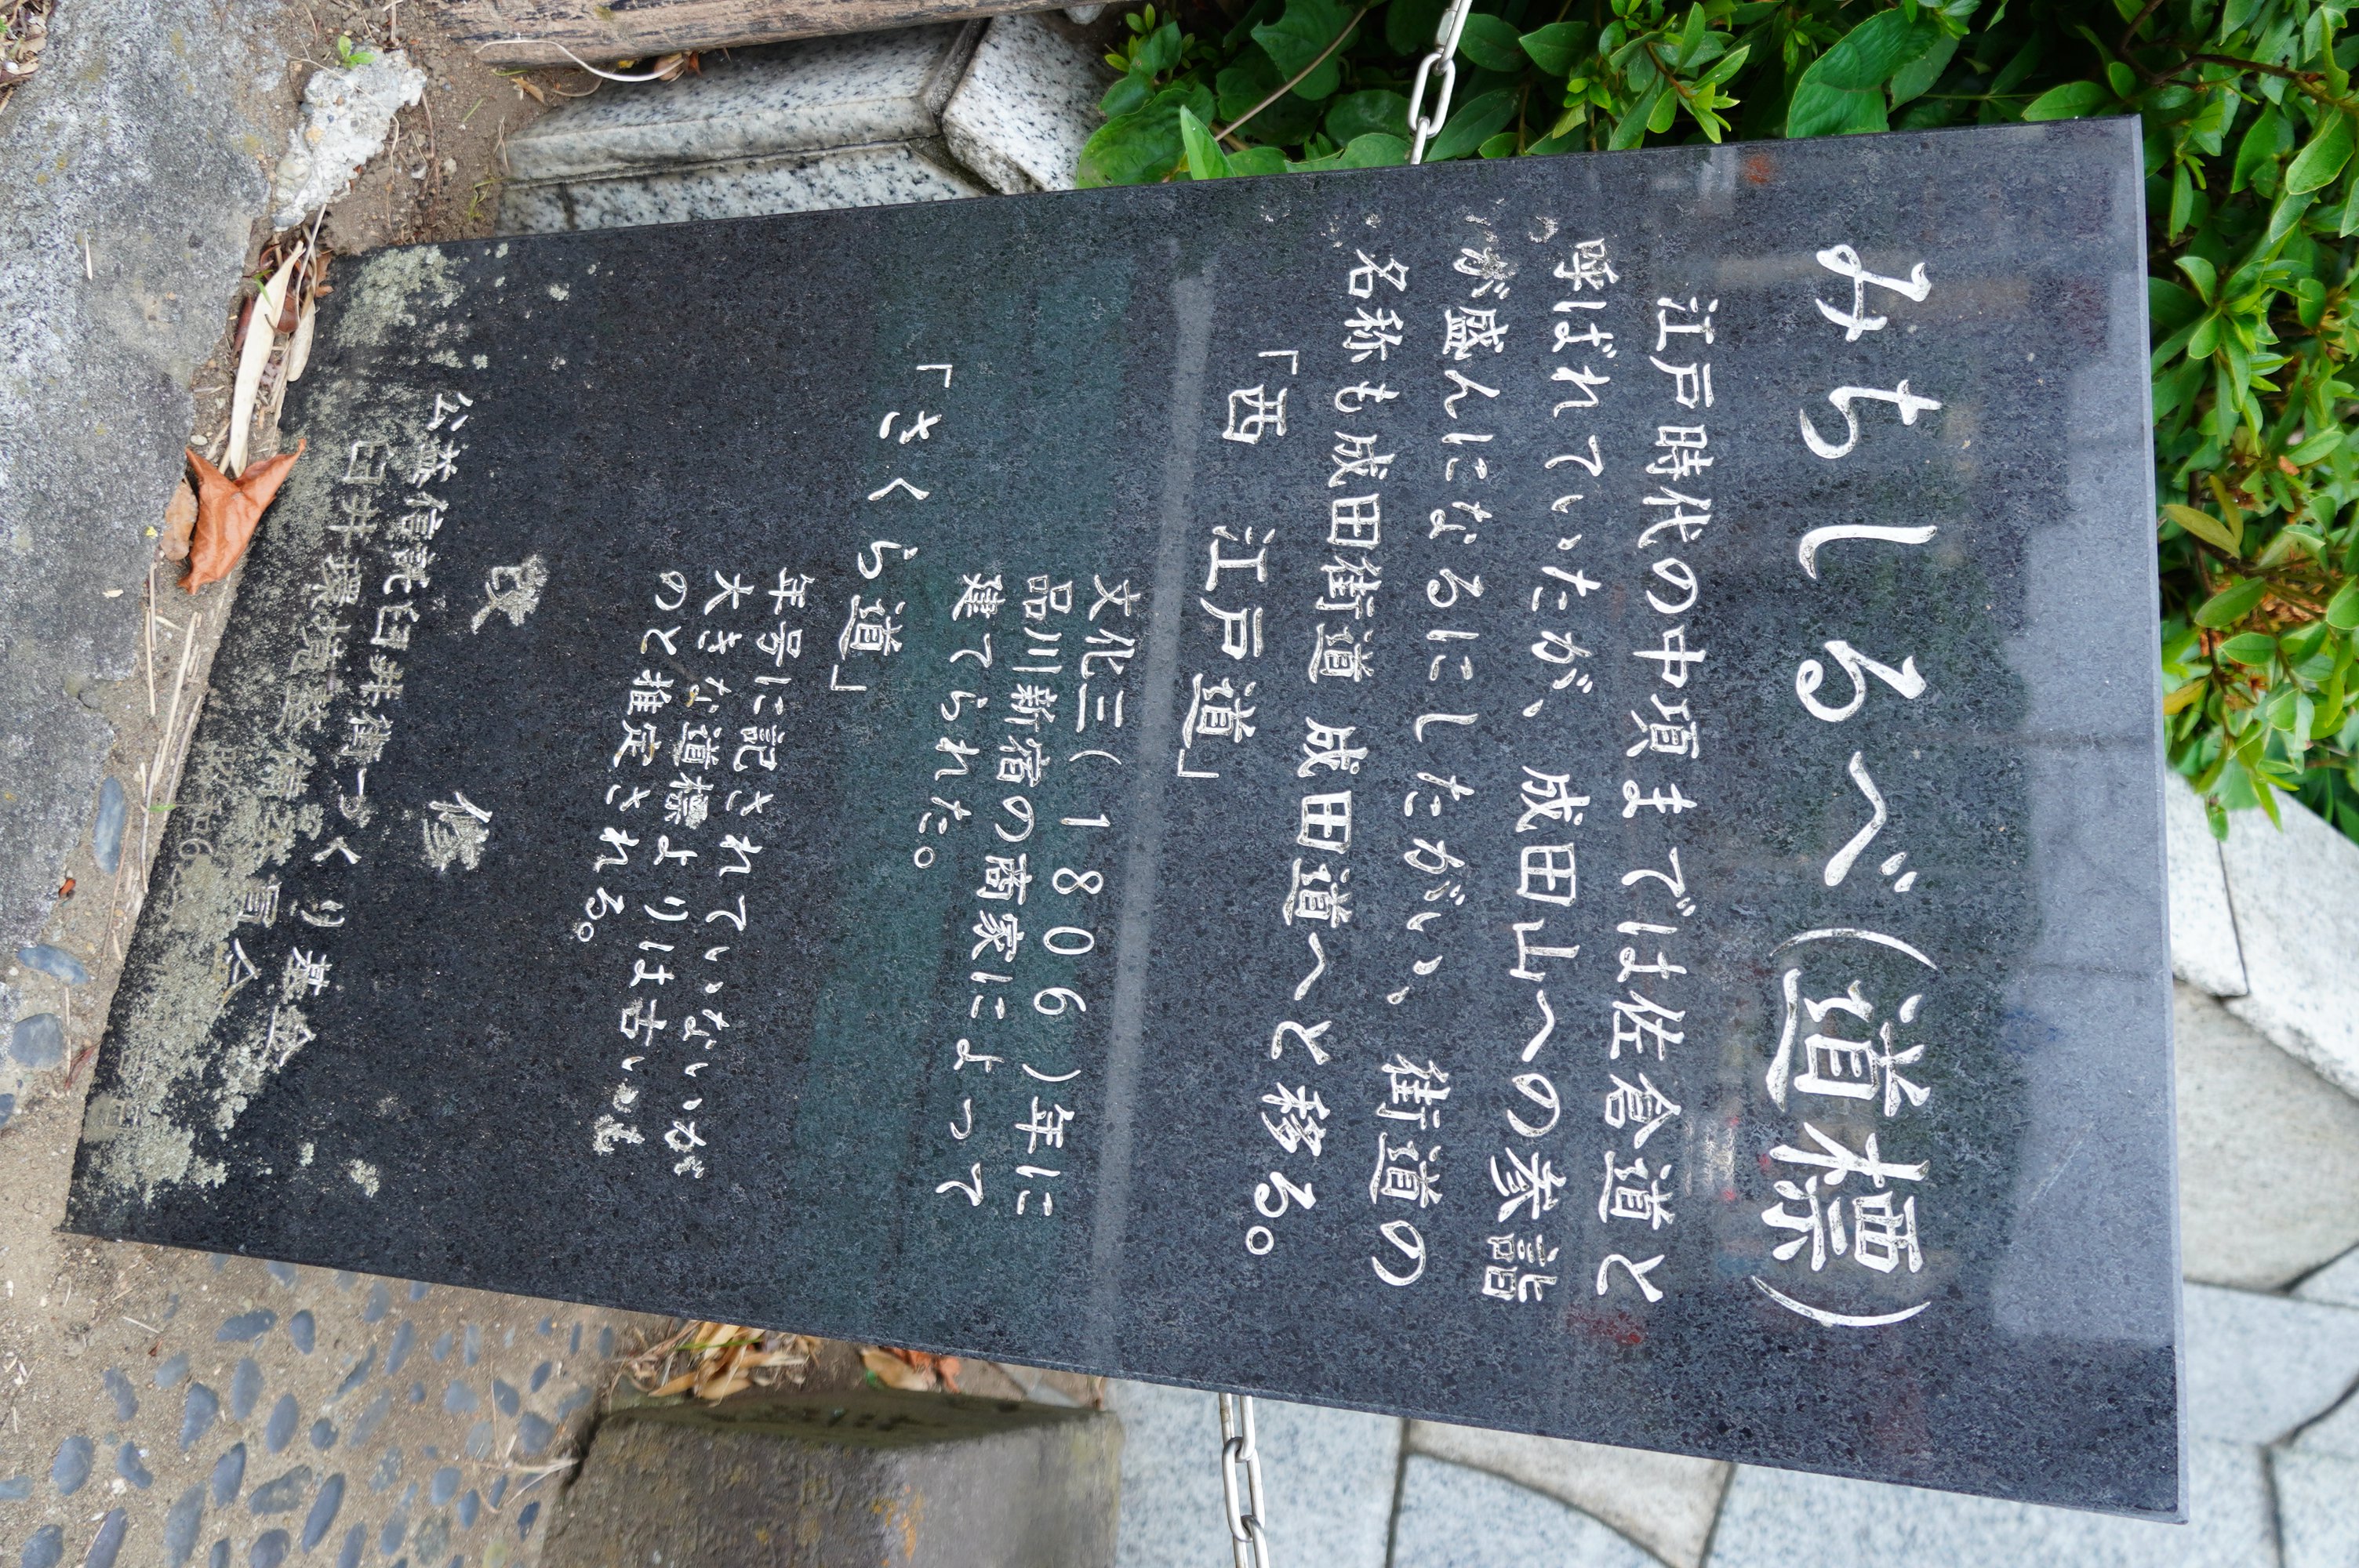 みちしるべ(道標)
江戸時代の中項までは佐倉道と
呼ばれていたが、成田山への参詣
が盛んになるにしたがい、街道の
名称も成田街道 成田道へと移る。
「西 江戸道」
文化三(1806)年に
品川新宿の商家によって
建てられた。
「さくら道」
年号に記されていないが
大きな道標よりは古いも
のと推定される。
改 修
公益信託臼井街づくり基金
臼井環境整備委員会